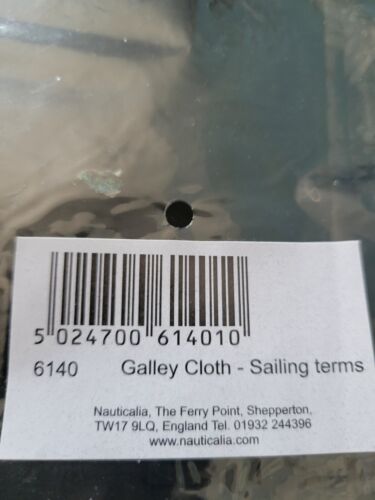 5 024700 614010
6140 Galley Cloth - Sailing terms
Nauticalia, The Ferry Point, Shepperton,
TW17 9LQ, England Tel. 01932 244396
www.nauticalia.com